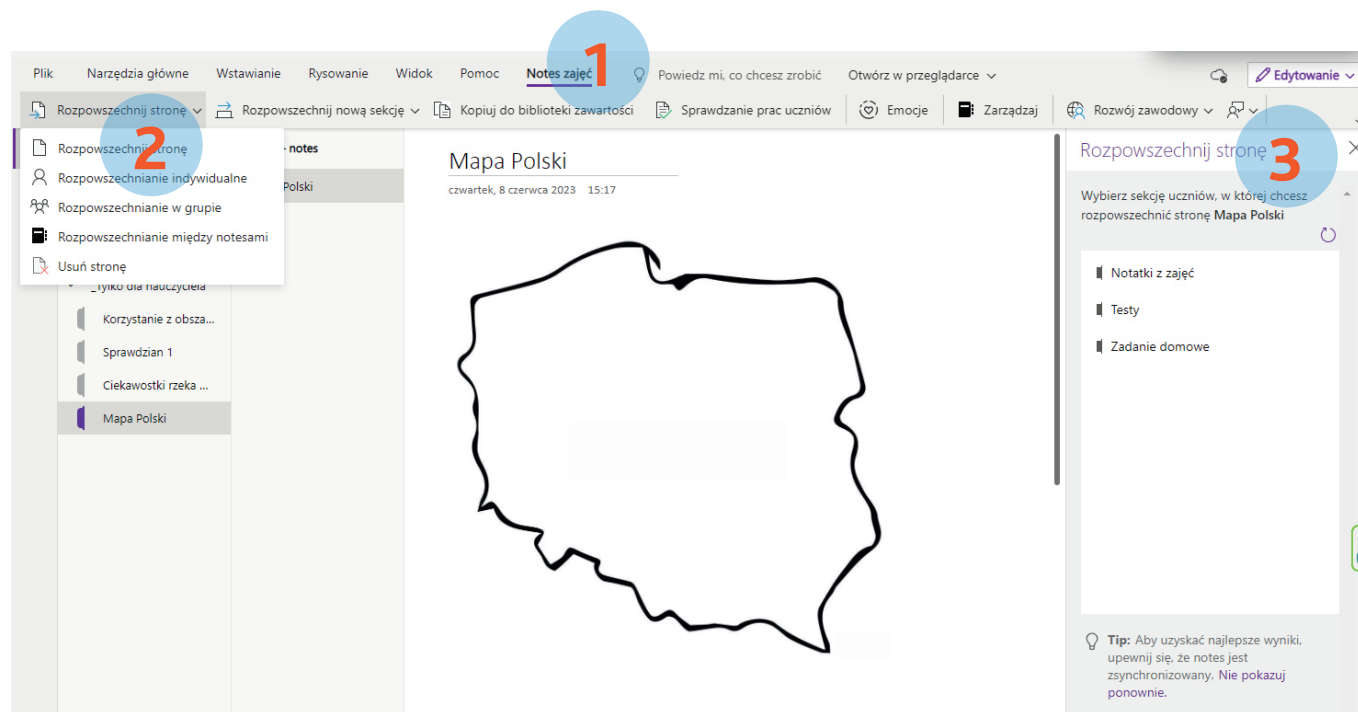 1
Plik Narzędzia główne Wstawianie Rysowanie Widok Pomoc Notes zajęć Powiedz mi, co chcesz zrobić Otwórz w przeglądarce Edytowanie
Rozpowszechnij stronę Rozpowszechnij nową sekcję Kopiuj do biblioteki zawartości Sprawdzanie prac uczniów Emocje Zarządzaj Rozwój zawodowy
2
Rozpowszechnij stronę
Rozpowszechnianie indywidualne
Rozpowszechnianie w grupie
Rozpowszechnianie między notesami
Usuń stronę
_Tylko dla nauczyciela
Korzystanie z obsza...
Sprawdzian 1
Ciekawostki rzeka ...
Mapa Polski
notes
Polski
Mapa Polski
czwartek, 8 czerwca 2023 15:17
3
Rozpowszechnij stronę
Wybierz sekcję uczniów, w której chcesz
rozpowszechnić stronę Mapa Polski
Notatki z zajęć
Testy
Zadanie domowe
Tip: Aby uzyskać najlepsze wyniki,
upewnij się, że notes jest
zsynchronizowany. Nie pokazuj
ponownie.